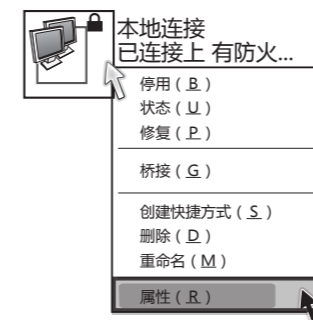 本地连接
已连接上 有防火...
停用(B)
状态(U)
修复(P)
桥接(G)
创建快捷方式(S)
删除(D)
重命名(M)
属性(R)